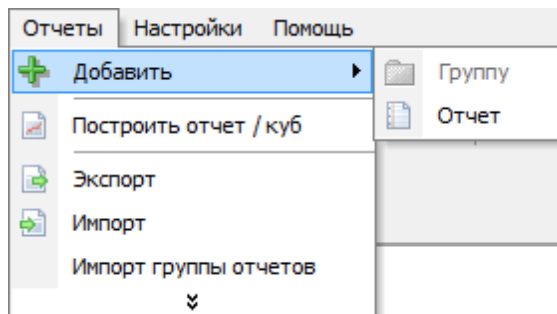 Отчеты Настройки Помощь
Добавить
Группу
Отчет
Построить отчет / куб
Экспорт
Импорт
Импорт группы отчетов